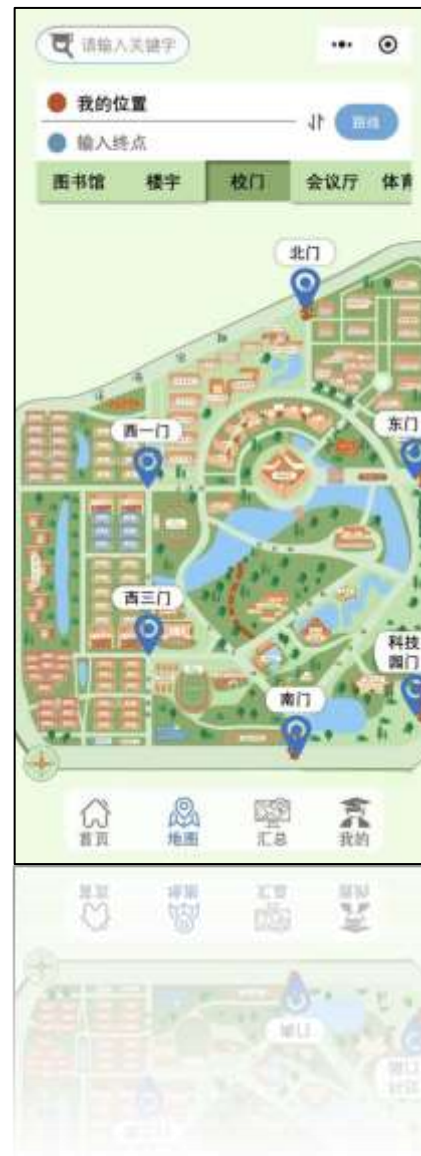 请输入关键字
我的位置
输入终点
路线
图书馆 楼宇 校门 会议厅 体育
北门
东门
西一门
西三门
科技
园门
南门
首页 地图 汇总 我的